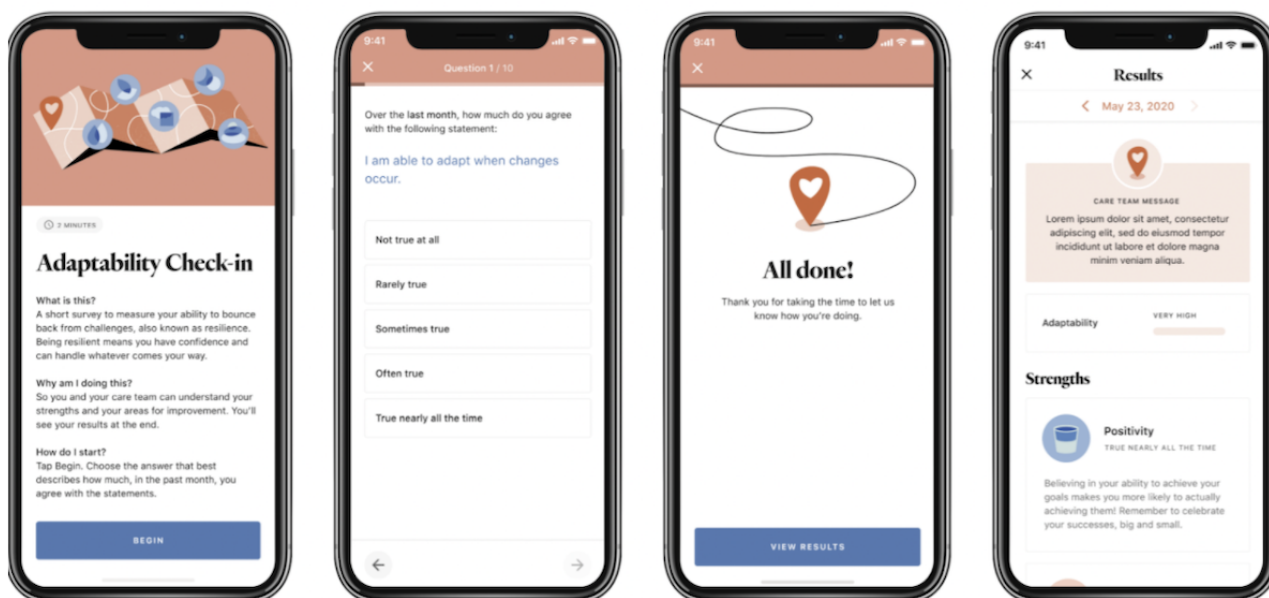 2 MINUTES
Adaptability Check-in
What is this?
A short survey to measure your ability to bounce
back from challenges, also known as resilience.
Being resilient means you have confidence and
can handle whatever comes your way.
Why am I doing this?
So you and your care team can understand your
strengths and your areas for improvement. You'll
see your results at the end.
How do I start?
Tap Begin. Choose the answer that best
describes how much, in the past month, you
agree with the statements.
BEGIN
9:41
Question 1 / 10
Over the last month, how much do you agree
with the following statement:
I am able to adapt when changes
occur.
Not true at all
Rarely true
Sometimes true
Often true
True nearly all the time
9:41
All done!
Thank you for taking the time to let us
know how you're doing.
VIEW RESULTS
9:41
Results
May 23, 2020
CARE TEAM MESSAGE
Lorem ipsum dolor sit amet, consectetur
adipiscing elit, sed do eiusmod tempor
incididunt ut labore et dolore magna
minim veniam aliqua.
Adaptability
VERY HIGH
Strengths
Positivity
TRUE NEARLY ALL THE TIME
Believing in your ability to achieve your
goals makes you more likely to actually
achieving them! Remember to celebrate
your successes, big and small.